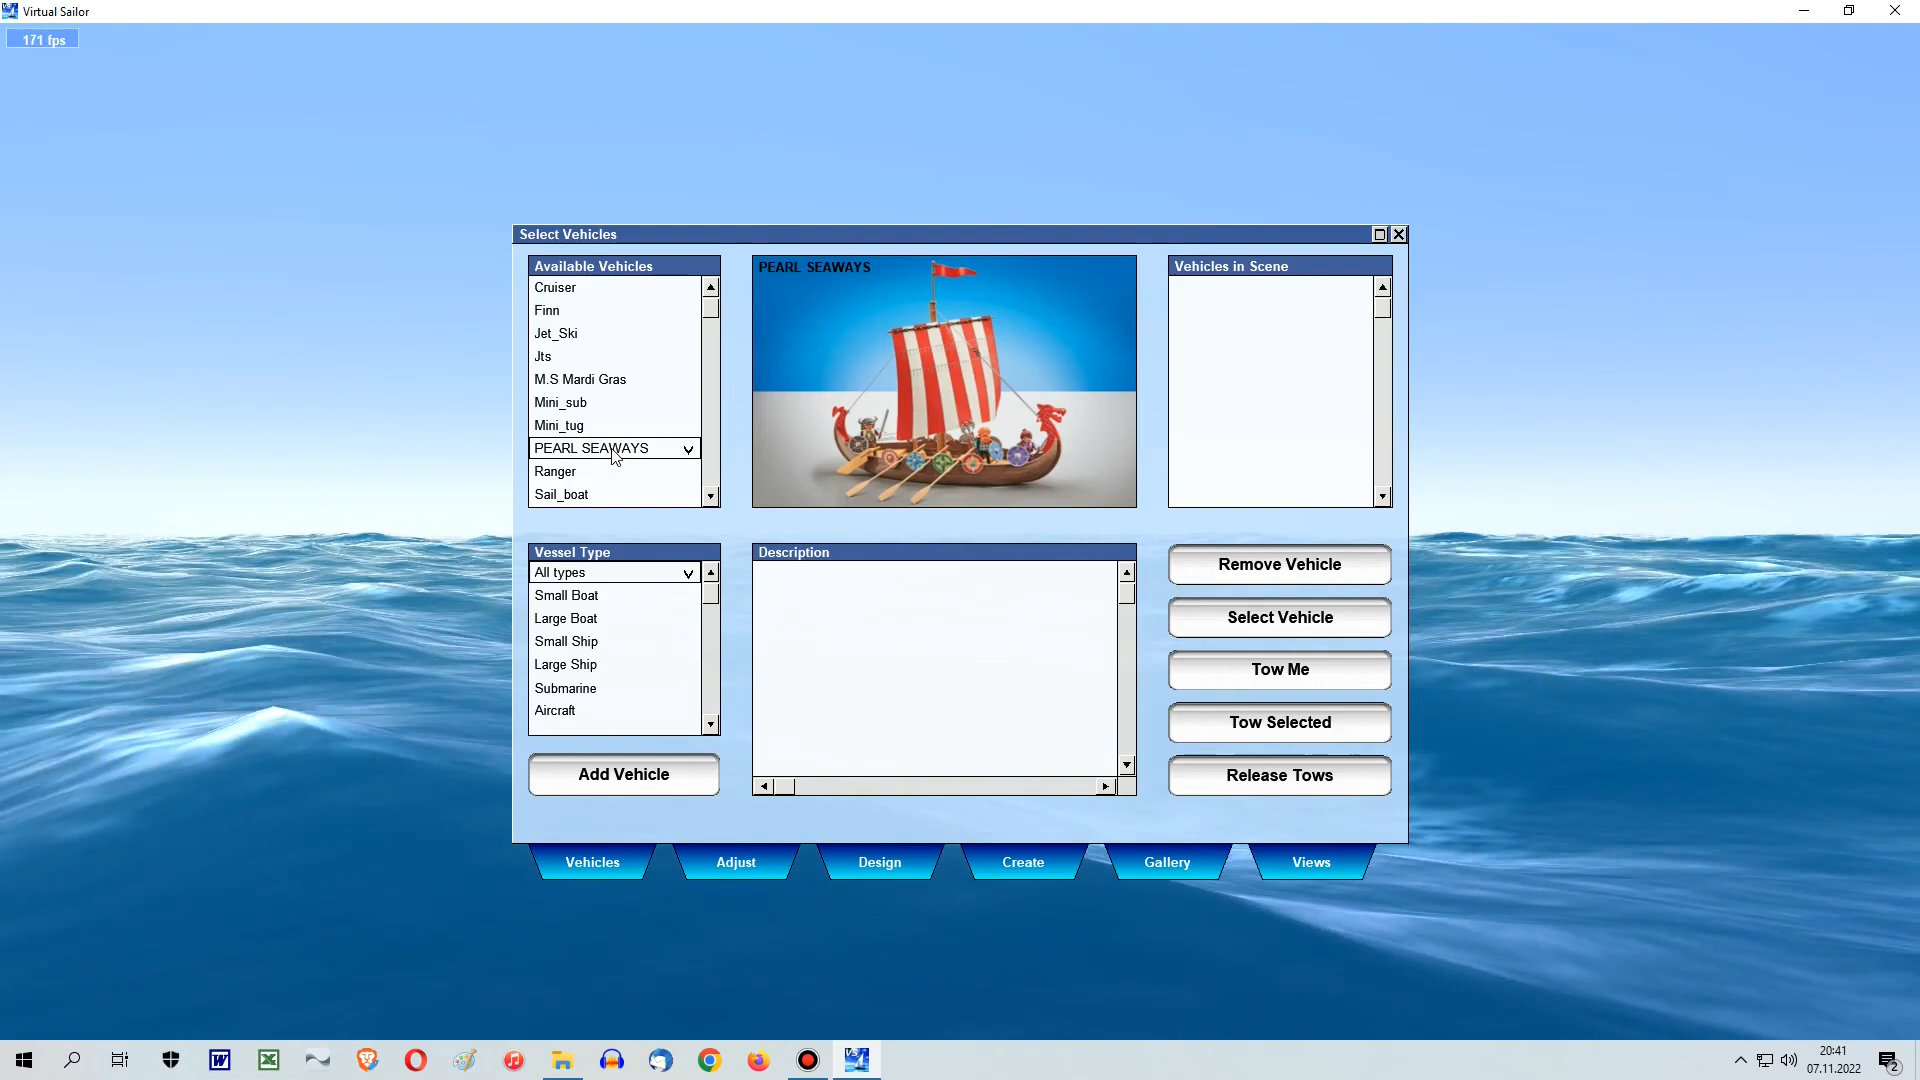 Virtual Sailor
171 fps
Select Vehicles
Available Vehicles
Cruiser
Finn
Jet_Ski
Jts
M.S Mardi Gras
Mini_sub
Mini_tug
PEARL SEAWAYS
Ranger
Sail_boat
PEARL SEAWAYS
Vehicles in Scene
Vessel Type
All types
Small Boat
Large Boat
Small Ship
Large Ship
Submarine
Aircraft
Add Vehicle
Description
Remove Vehicle
Select Vehicle
Tow Me
Tow Selected
Release Tows
Vehicles
Adjust
Design
Create
Gallery
Views
20:41
07.11.2022
2